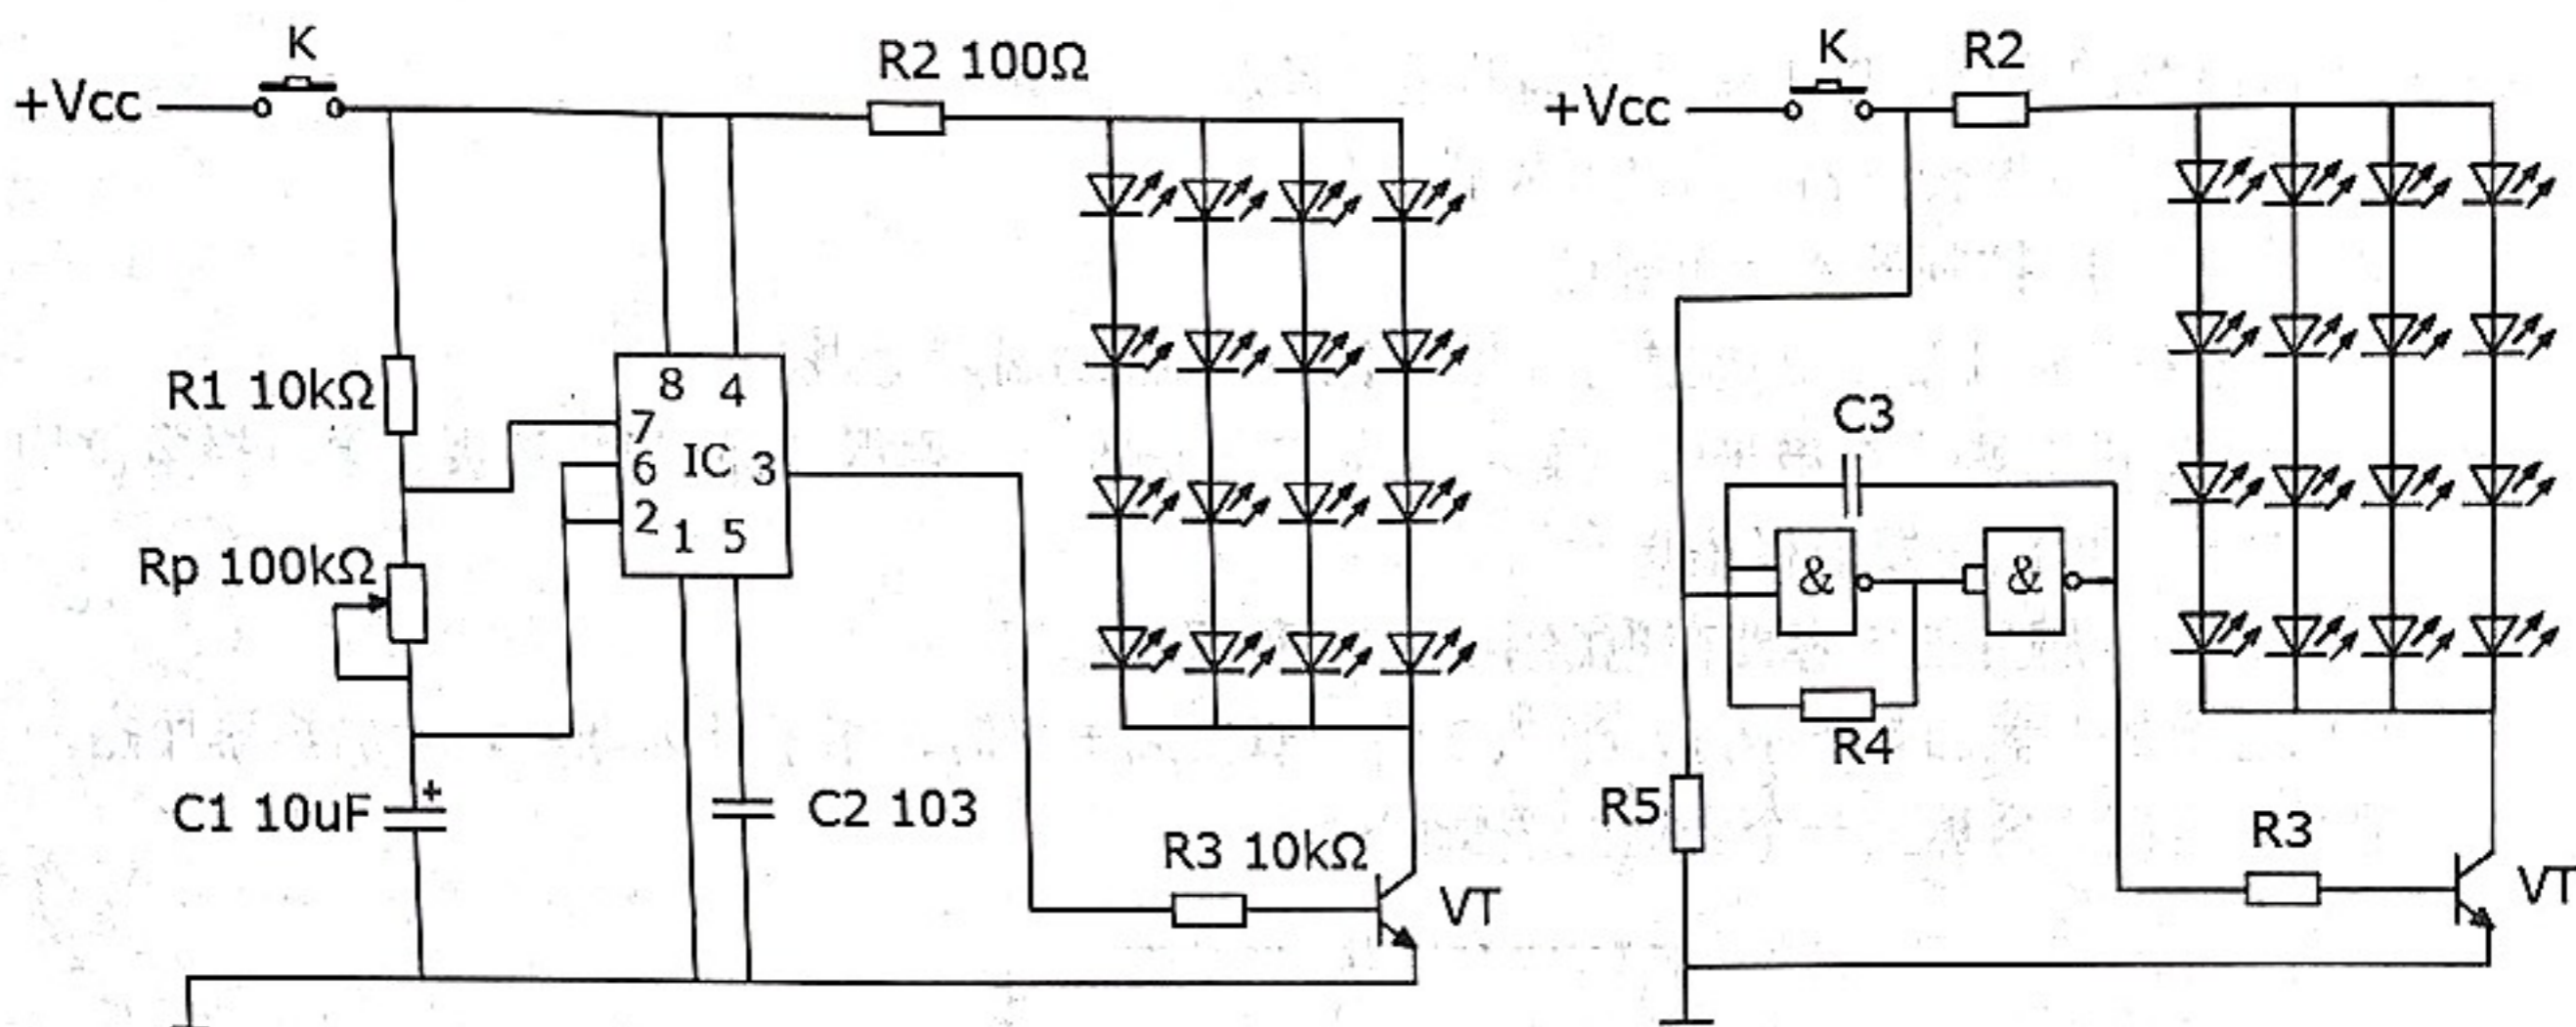 K
+Vcc
R2 100Ω
R1 10kΩ
8 4
7
6 IC 3
2
1 5
Rp 100kΩ
C1 10uF
+
C2 103
R3 10kΩ
VT
K
+Vcc
R2
C3
& &
R4
R5
R3
VT